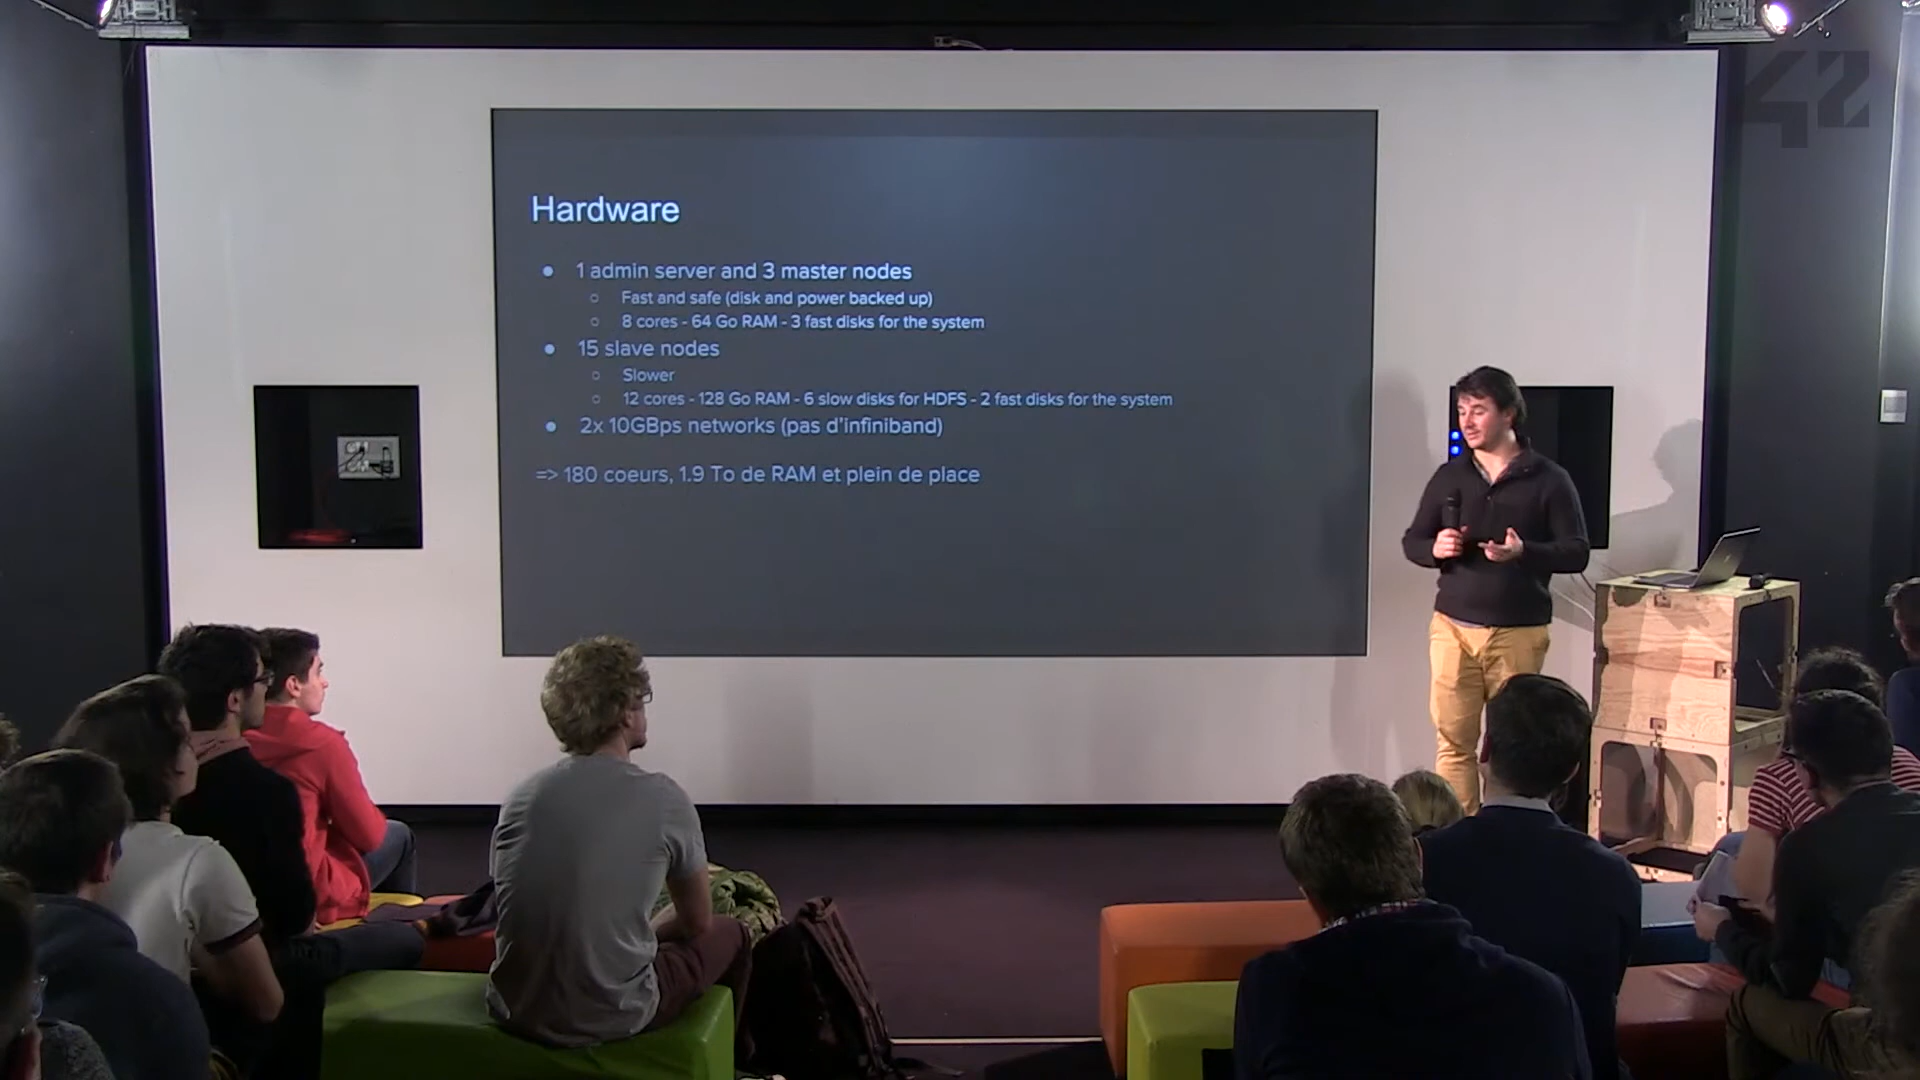 42
Hardware
● 1 admin server and 3 master nodes
○ Fast and safe (disk and power backed up)
○ 8 cores - 64 Go RAM - 3 fast disks for the system
● 15 slave nodes
○ Slower
○ 12 cores - 128 Go RAM - 6 slow disks for HDFS - 2 fast disks for the system
● 2x 10GBps networks (pas d'infiniband)
=> 180 coeurs, 1.9 To de RAM et plein de place